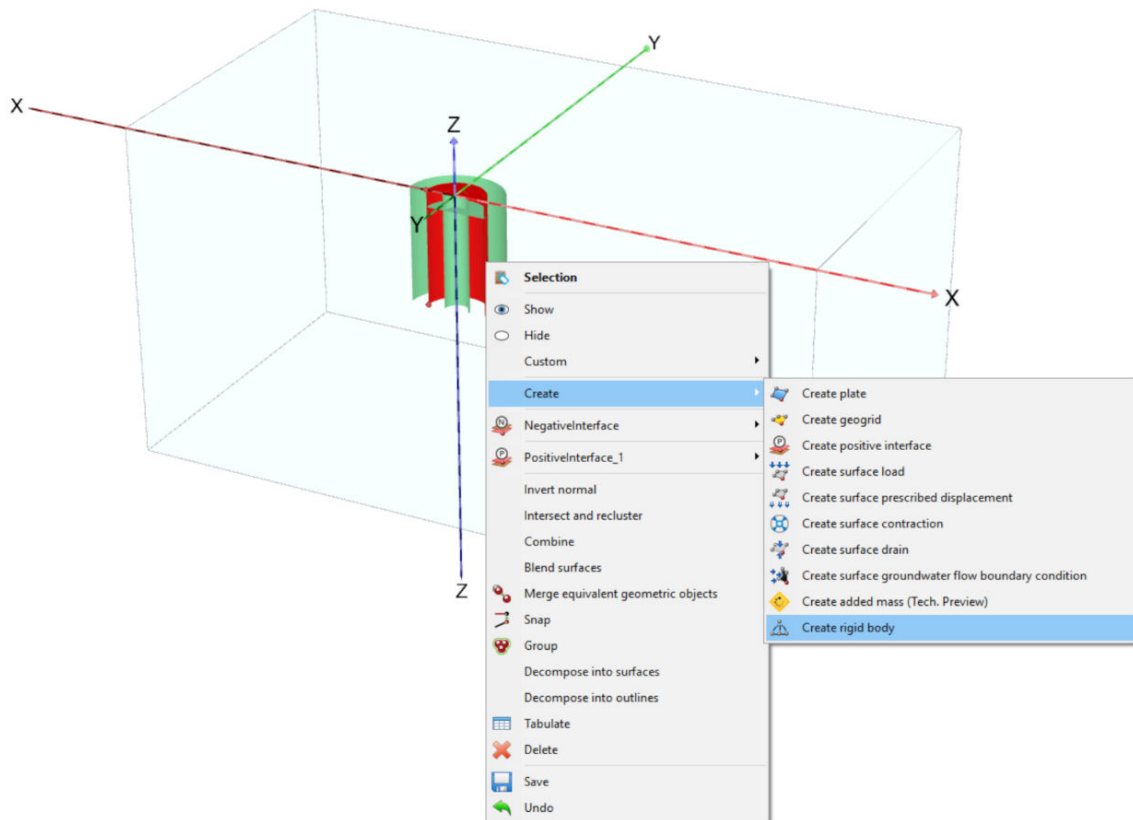 Y
X
Z
Y
X
Z
Selection
Show
Hide
Custom
Create
NegativeInterface
PositiveInterface_1
Invert normal
Intersect and recluster
Combine
Blend surfaces
Merge equivalent geometric objects
Snap
Group
Decompose into surfaces
Decompose into outlines
Tabulate
Delete
Save
Undo
Create plate
Create geogrid
Create positive interface
Create surface load
Create surface prescribed displacement
Create surface contraction
Create surface drain
Create surface groundwater flow boundary condition
Create added mass (Tech. Preview)
Create rigid body